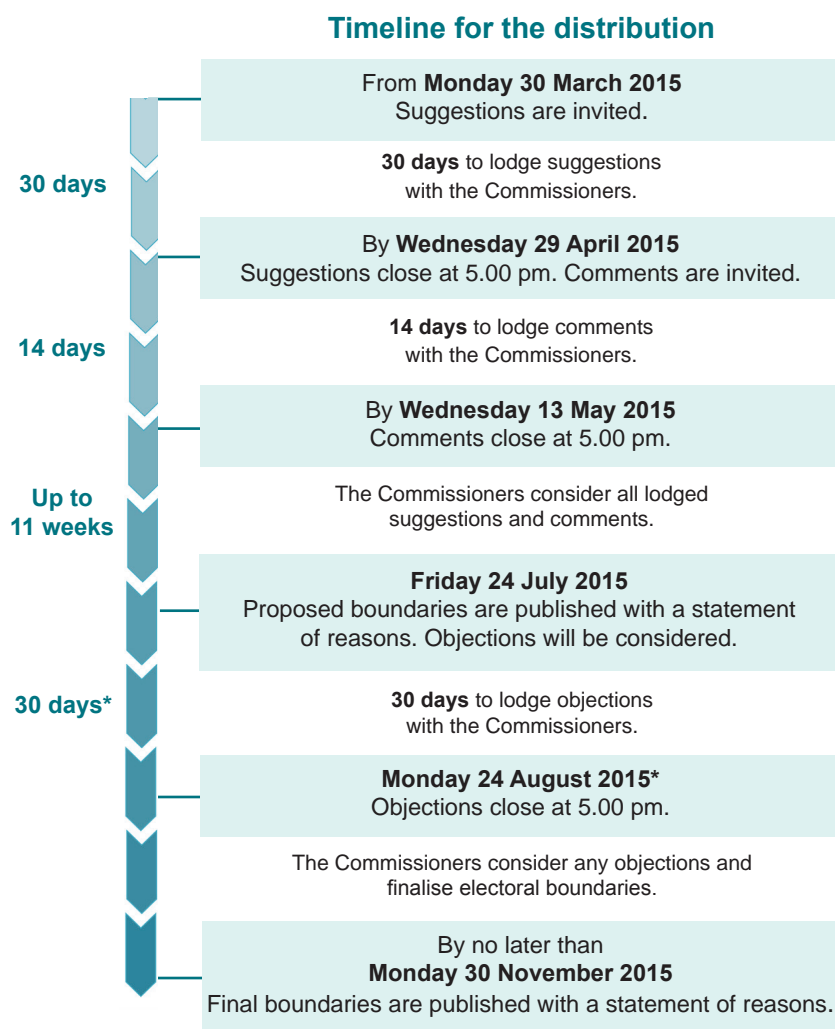 Timeline for the distribution
From Monday 30 March 2015
Suggestions are invited.
30 days
30 days to lodge suggestions
with the Commissioners.
By Wednesday 29 April 2015
Suggestions close at 5.00 pm. Comments are invited.
14 days
14 days to lodge comments
with the Commissioners.
By Wednesday 13 May 2015
Comments close at 5.00 pm.
Up to
11 weeks
The Commissioners consider all lodged
suggestions and comments.
Friday 24 July 2015
Proposed boundaries are published with a statement
of reasons. Objections will be considered.
30 days*
30 days to lodge objections
with the Commissioners.
Monday 24 August 2015*
Objections close at 5.00 pm.
The Commissioners consider any objections and
finalise electoral boundaries.
By no later than
Monday 30 November 2015
Final boundaries are published with a statement of reasons.